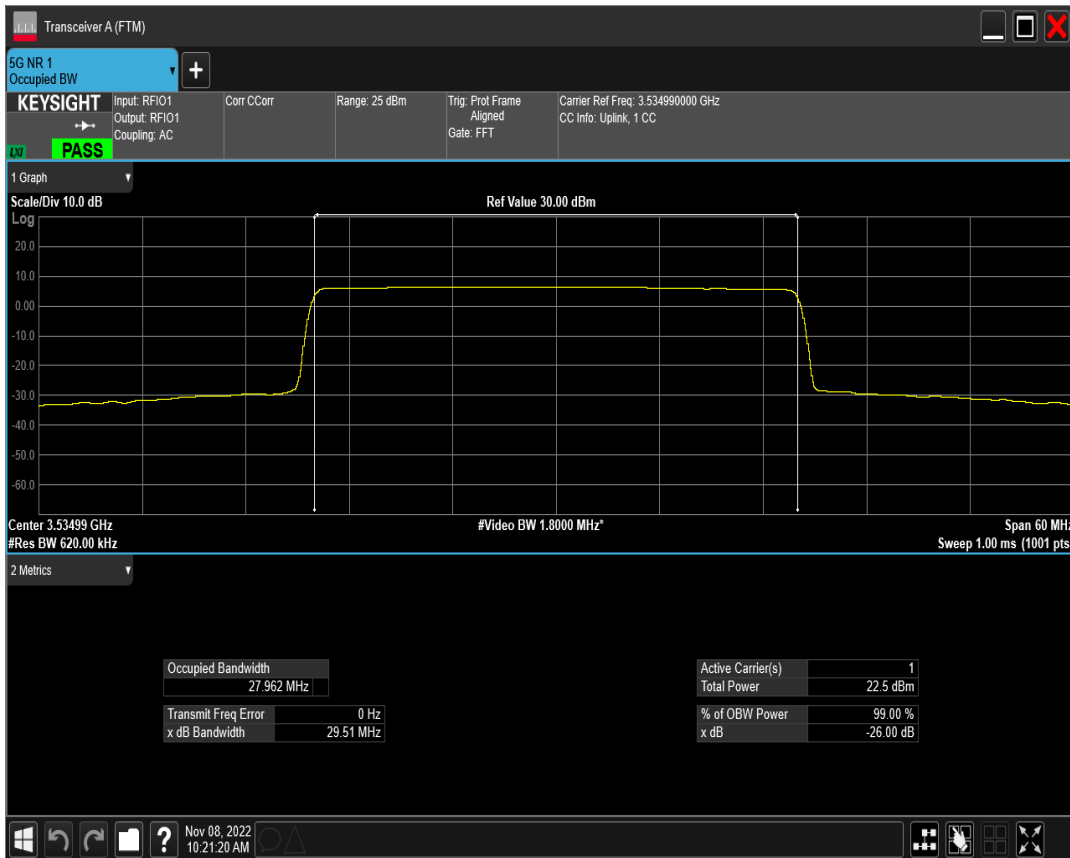 Transceiver A (FTM)
5G NR 1
Occupied BW
+
KEYSIGHT
LXI
PASS
Input: RFIO1
Output: RFIO1
Coupling: AC
Corr CCorr
Range: 25 dBm
Trig: Prot Frame
Aligned
Gate: FFT
Carrier Ref Freq: 3.534990000 GHz
CC Info: Uplink, 1 CC
1 Graph
Scale/Div 10.0 dB
Ref Value 30.00 dBm
Log
20.0
10.0
0.00
-10.0
-20.0
-30.0
-40.0
-50.0
-60.0
Center 3.53499 GHz
#Video BW 1.8000 MHz*
Span 60 MHz
#Res BW 620.00 kHz
Sweep 1.00 ms (1001 pts
2 Metrics
Occupied Bandwidth
27.962 MHz
Transmit Freq Error 0 Hz
x dB Bandwidth 29.51 MHz
Active Carrier(s) 1
Total Power 22.5 dBm
% of OBW Power 99.00 %
x dB -26.00 dB
?
Nov 08, 2022
10:21:20 AM